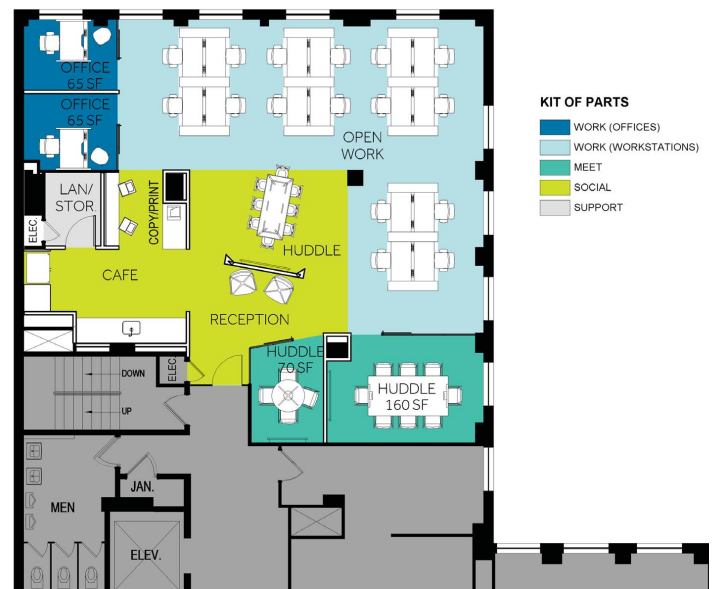 OFFICE
65 SF
OFFICE
65 SF
OPEN
WORK
KIT OF PARTS
WORK (OFFICES)
WORK (WORKSTATIONS)
MEET
SOCIAL
SUPPORT
LAN/
STOR.
ELEC.
COPY/PRINT
HUDDLE
CAFE
RECEPTION
HUDDLE
70 SF
ELEC.
DOWN
UP
HUDDLE
160 SF
JAN.
MEN
ELEV.